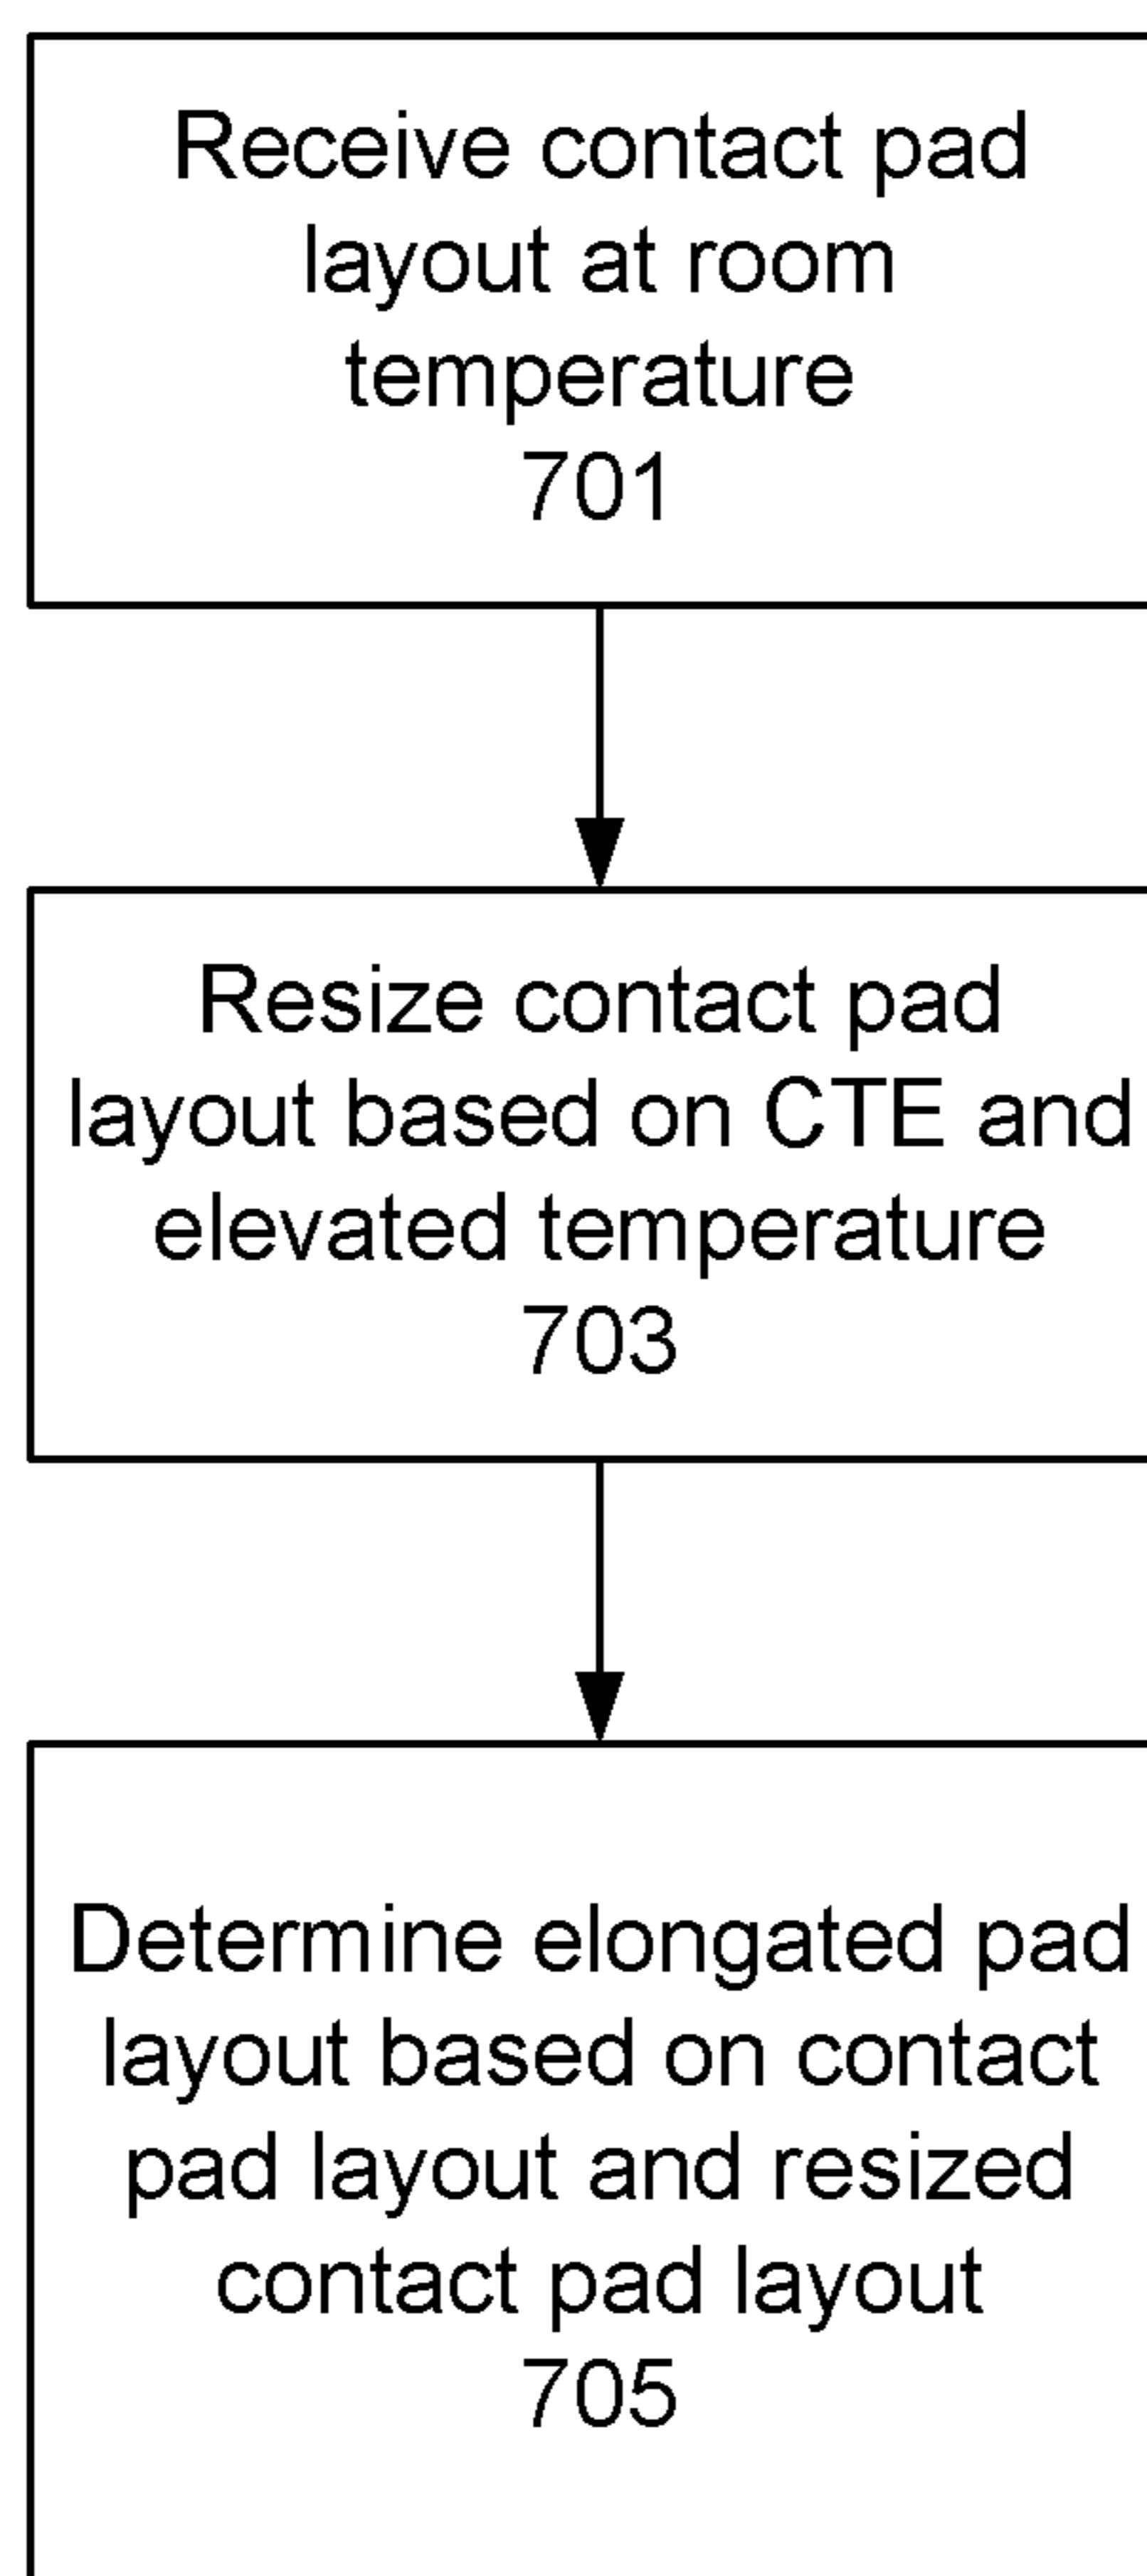 Receive contact pad
layout at room
temperature
701
Resize contact pad
layout based on CTE and
elevated temperature
703
Determine elongated pad
layout based on contact
pad layout and resized
contact pad layout
705